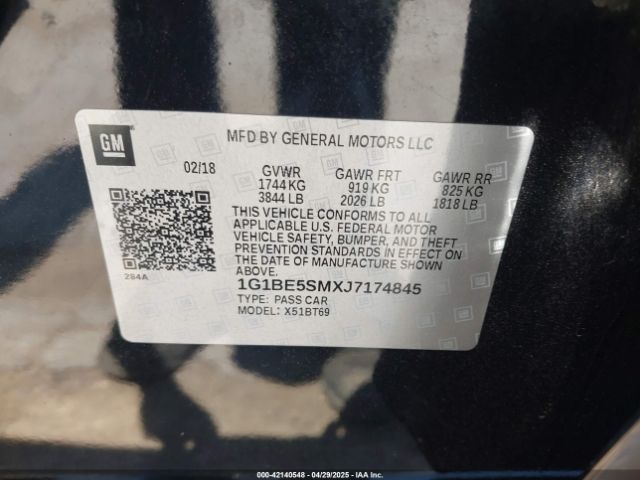 GM
MFD BY GENERAL MOTORS LLC
02/18 GVWR GAWR FRT GAWR RR
1744 KG 919 KG 825 KG
3844 LB 2026 LB 1818 LB
THIS VEHICLE CONFORMS TO ALL
APPLICABLE U.S. FEDERAL MOTOR
VEHICLE SAFETY, BUMPER, AND THEFT
PREVENTION STANDARDS IN EFFECT ON
THE DATE OF MANUFACTURE SHOWN
ABOVE.
284A
1G1BE5SMXJ7174845
TYPE: PASS CAR
MODEL: X51BT69
000-42140548 - 04/29/2025 - IAA Inc.